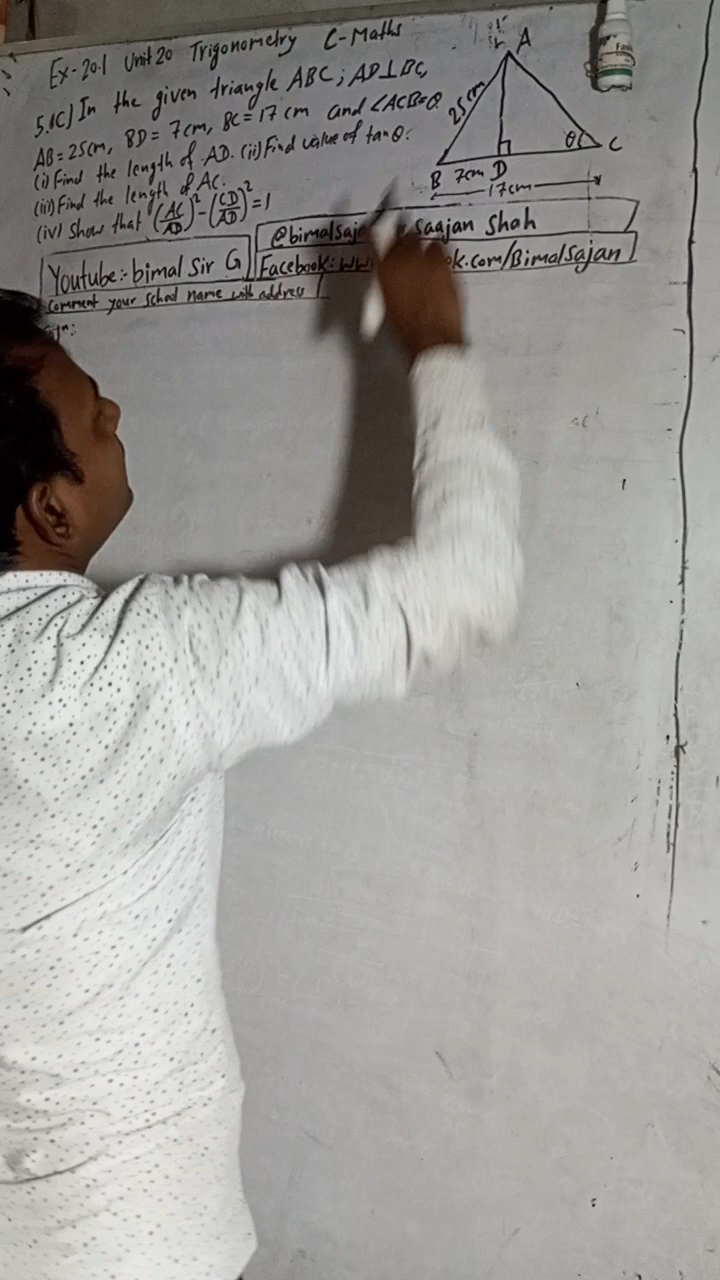 Ex-20.1 Unit 20 Trigonometry C-Maths
5.(C) In the given triangle ABC; AD⊥BC,
AB=25cm, BD=7cm, BC=17cm and ∠ACB=θ
(i) Find the length of AD. (ii) Find value of tanθ.
(iii) Find the length of AC.
(iv) Show that (AC/AD)²-(CD/AD)²=1
A
25cm
θ
C
B 7cm D
17cm
@bimalsaj Saajan Shah
Youtube:- bimal Sir G
Facebook: ok.com/BimalSajan
Comment your school name with address